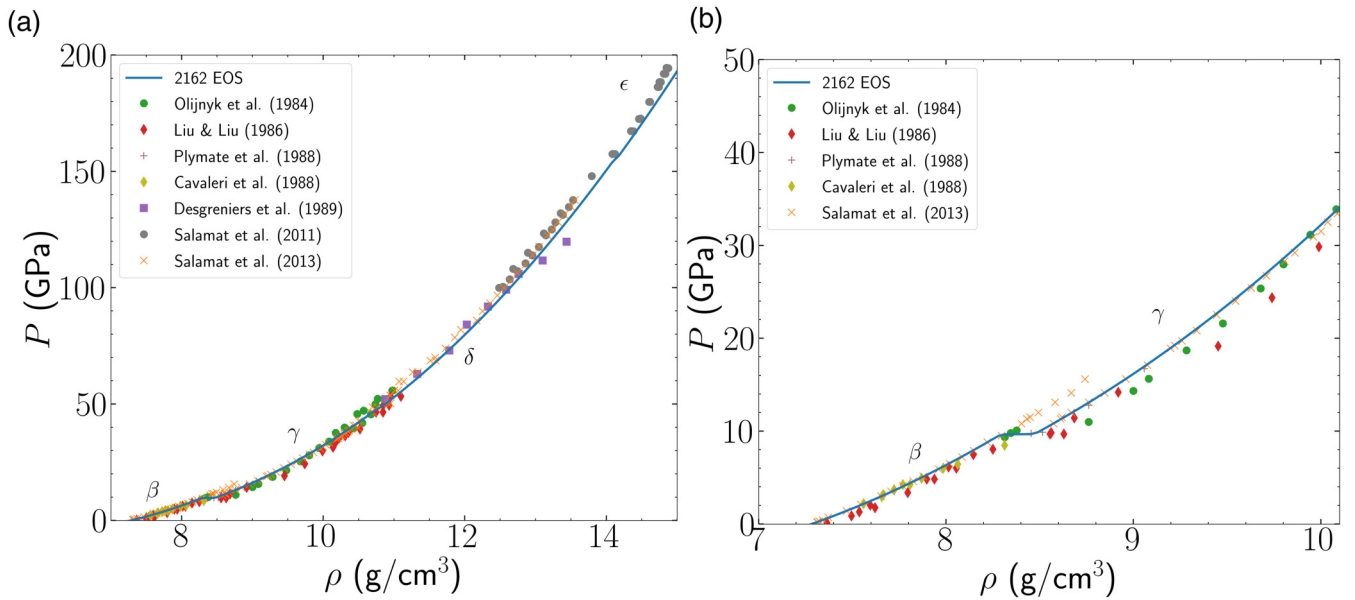 (a)
200
150
100
50
0
P (GPa)
2162 EOS
Olijnyk et al. (1984)
Liu & Liu (1986)
Plymate et al. (1988)
Cavaleri et al. (1988)
Desgreniers et al. (1989)
Salamat et al. (2011)
Salamat et al. (2013)
ϵ
δ
γ
β
8 10 12 14
ρ (g/cm³)
(b)
50
40
30
20
10
0
P (GPa)
2162 EOS
Olijnyk et al. (1984)
Liu & Liu (1986)
Plymate et al. (1988)
Cavaleri et al. (1988)
Salamat et al. (2013)
γ
β
7 8 9 10
ρ (g/cm³)